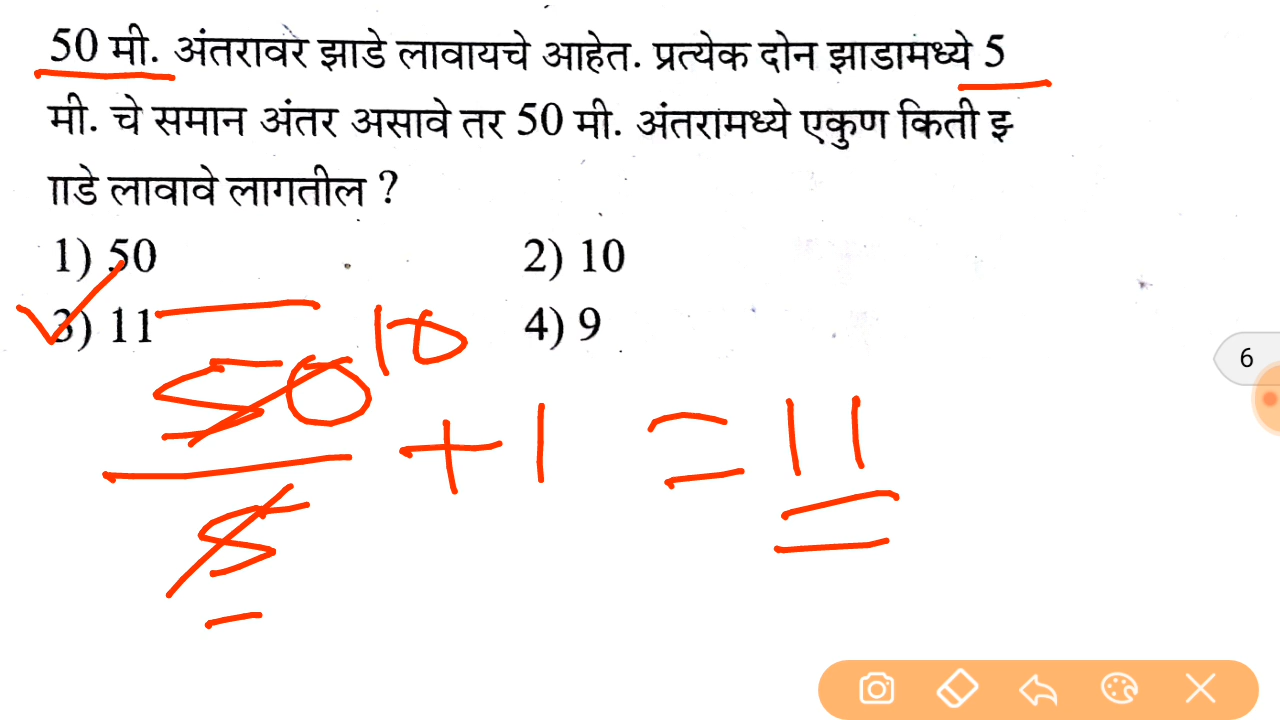 50 मी. अंतरावर झाडे लावायचे आहेत. प्रत्येक दोन झाडामध्ये 5
मी. चे समान अंतर असावे तर 50 मी. अंतरामध्ये एकुण किती झ
ााडे लावावे लागतील ?
1) 50 2) 10
3) 11 4) 9
50 10
+ 1 = 11
5
6